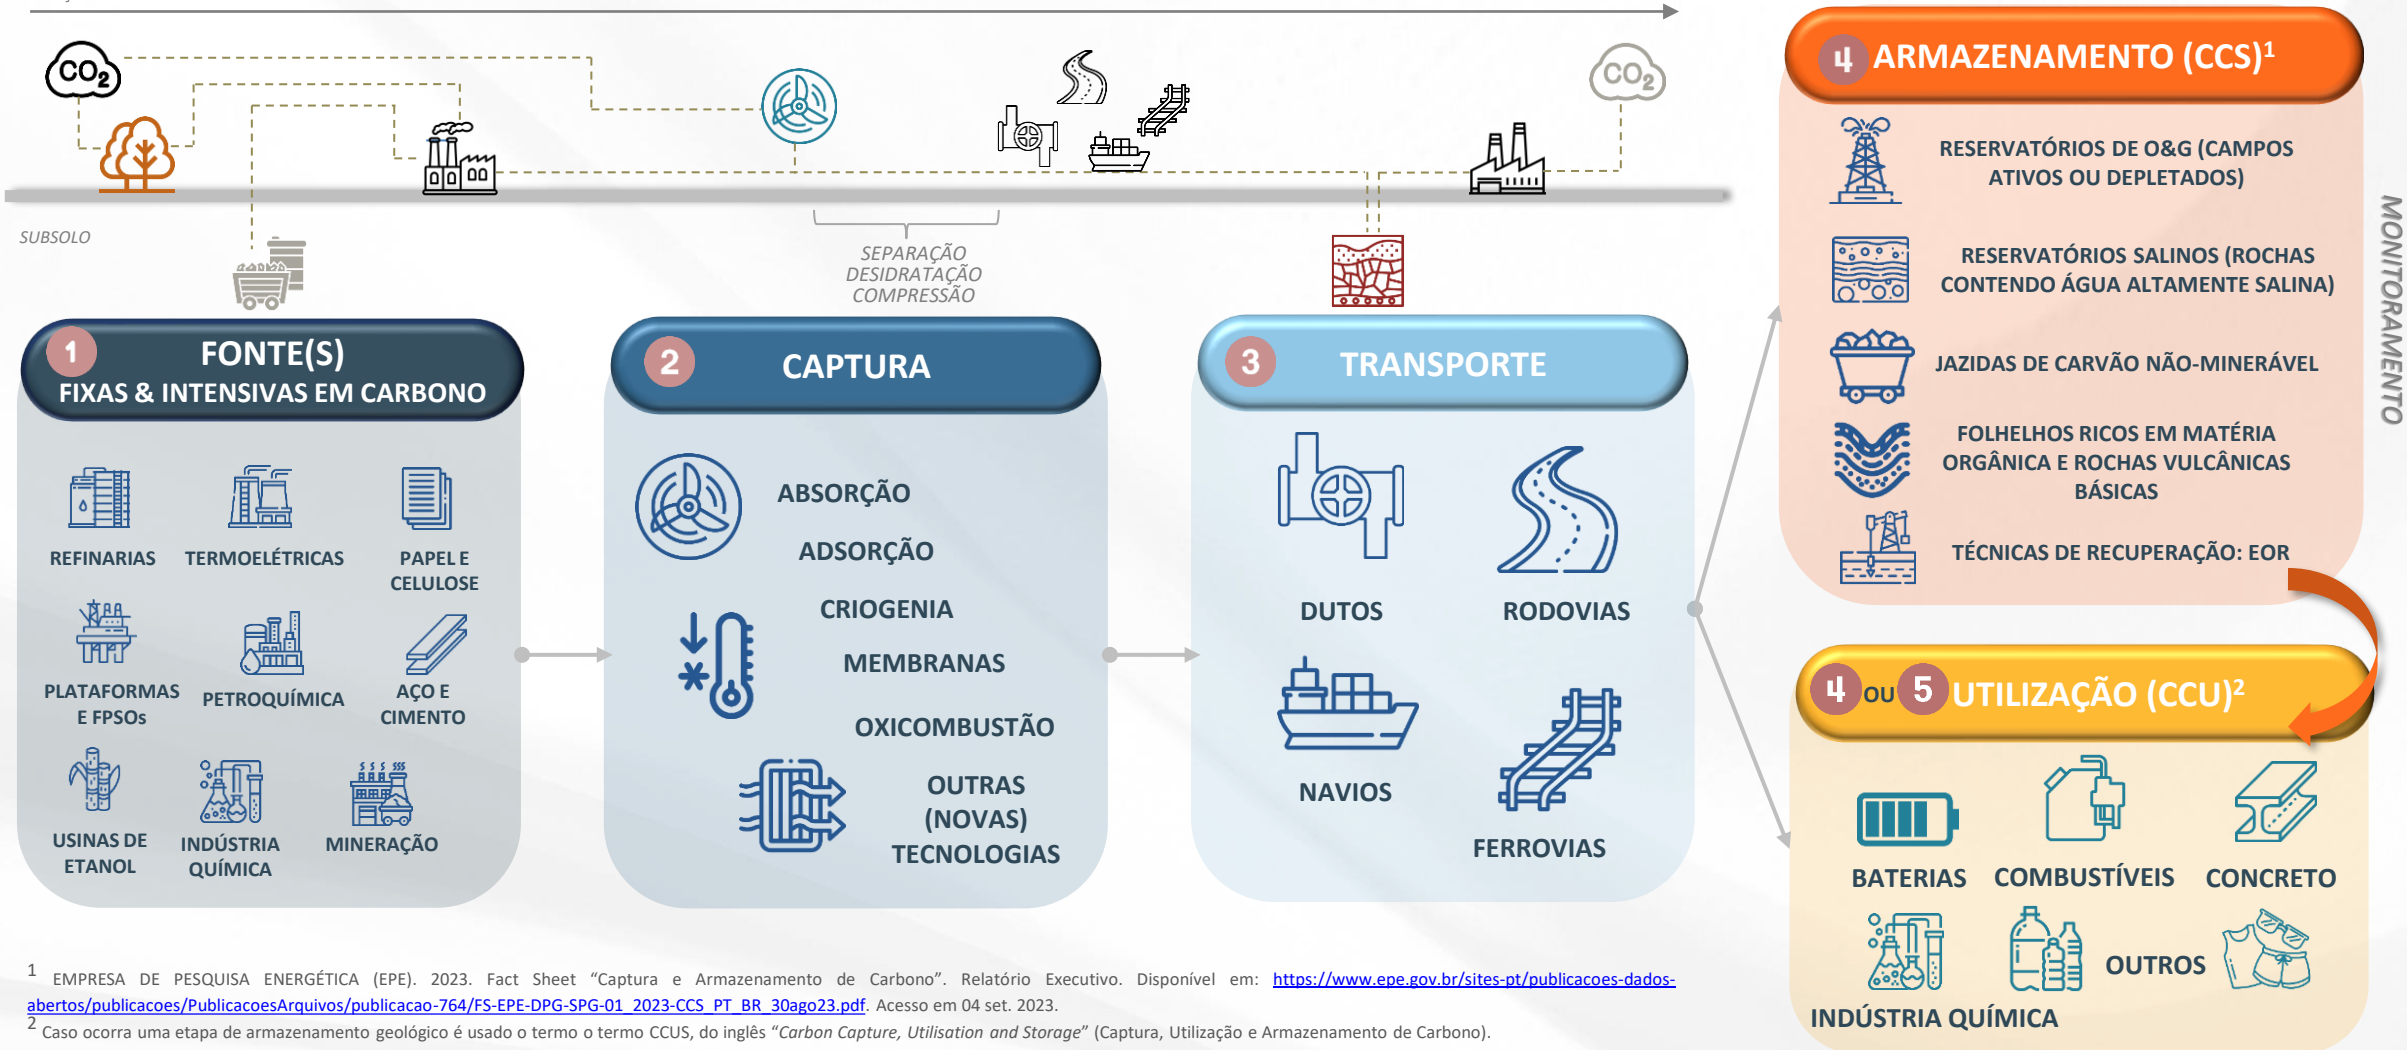 CO2
CO2
SUBSOLO
SEPARAÇÃO
DESIDRATAÇÃO
COMPRESSÃO
1
FONTE(S)
FIXAS & INTENSIVAS EM CARBONO
REFINARIAS
TERMOELÉTRICAS
PAPEL E
CELULOSE
PLATAFORMAS
E FPSOs
PETROQUÍMICA
AÇO E
CIMENTO
USINAS DE
ETANOL
INDÚSTRIA
QUÍMICA
MINERAÇÃO
2
CAPTURA
ABSORÇÃO
ADSORÇÃO
CRIOGENIA
MEMBRANAS
OXICOMBUSTÃO
OUTRAS
(NOVAS)
TECNOLOGIAS
3
TRANSPORTE
DUTOS
RODOVIAS
NAVIOS
FERROVIAS
4 ARMAZENAMENTO (CCS)1
RESERVATÓRIOS DE O&G (CAMPOS
ATIVOS OU DEPLETADOS)
RESERVATÓRIOS SALINOS (ROCHAS
CONTENDO ÁGUA ALTAMENTE SALINA)
JAZIDAS DE CARVÃO NÃO-MINERÁVEL
FOLHELHOS RICOS EM MATÉRIA
ORGÂNICA E ROCHAS VULCÂNICAS
BÁSICAS
TÉCNICAS DE RECUPERAÇÃO: EOR
MONITORAMENTO
4 OU 5 UTILIZAÇÃO (CCU)2
BATERIAS
COMBUSTÍVEIS
CONCRETO
INDÚSTRIA QUÍMICA
OUTROS
1 EMPRESA DE PESQUISA ENERGÉTICA (EPE). 2023. Fact Sheet “Captura e Armazenamento de Carbono”. Relatório Executivo. Disponível em: https://www.epe.gov.br/sites-pt/publicacoes-dados-
abertos/publicacoes/PublicacoesArquivos/publicacao-764/FS-EPE-DPG-SPG-01_2023-CCS_PT_BR_30ago23.pdf. Acesso em 04 set. 2023.
2 Caso ocorra uma etapa de armazenamento geológico é usado o termo o termo CCUS, do inglês “Carbon Capture, Utilisation and Storage” (Captura, Utilização e Armazenamento de Carbono).